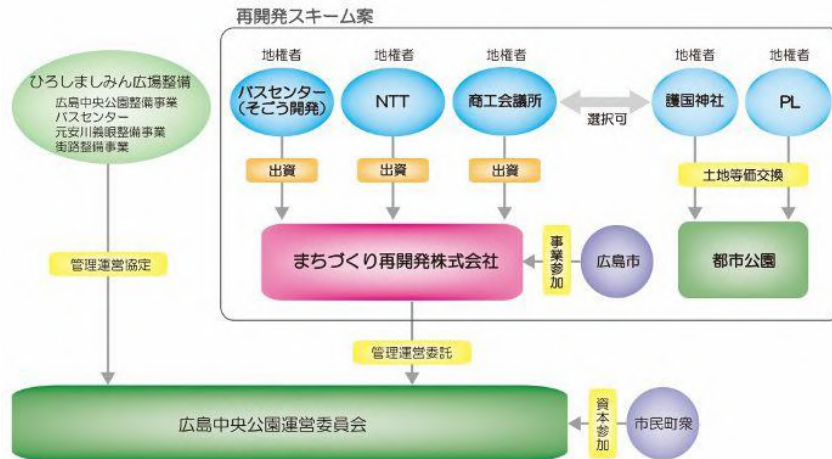 再開発スキーム案
ひろしましみん広場整備
広島中央公園整備事業
バスセンター
元安川義眼整備事業
街路整備事業
地権者
バスセンター
(そごう開発)
地権者
NTT
地権者
商工会議所
選択可
地権者
護国神社
地権者
PL
出資
出資
出資
土地等価交換
まちづくり再開発株式会社
事業参加
広島市
都市公園
管理運営協定
管理運営委託
広島中央公園運営委員会
資本参加
市民町衆